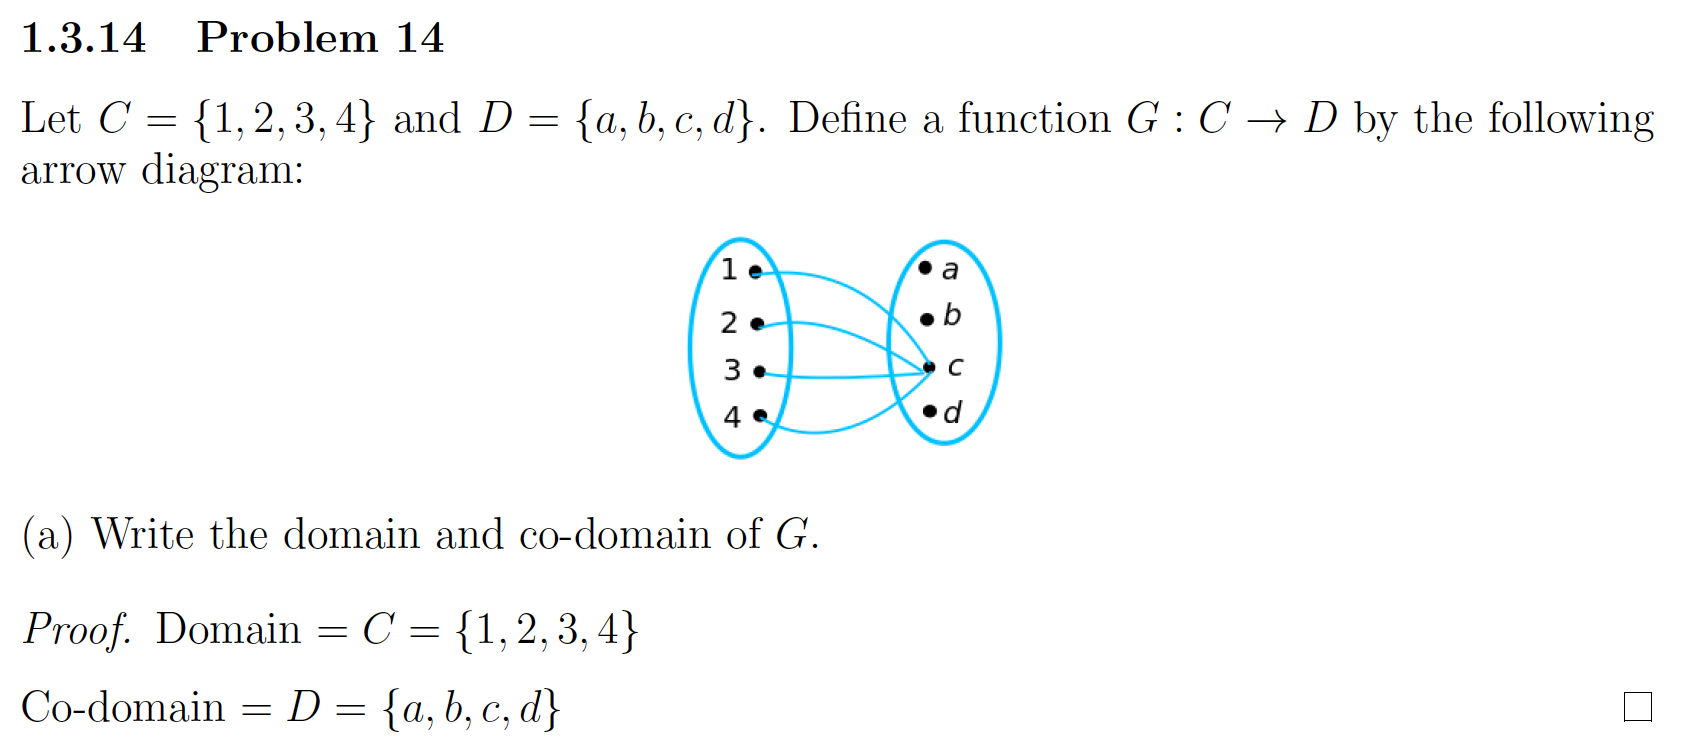 1.3.14 Problem 14
Let C = {1, 2, 3, 4} and D = {a, b, c, d}. Define a function G : C → D by the following
arrow diagram:
1 a
2 b
3 c
4 d
(a) Write the domain and co-domain of G.
Proof. Domain = C = {1, 2, 3, 4}
Co-domain = D = {a, b, c, d} □